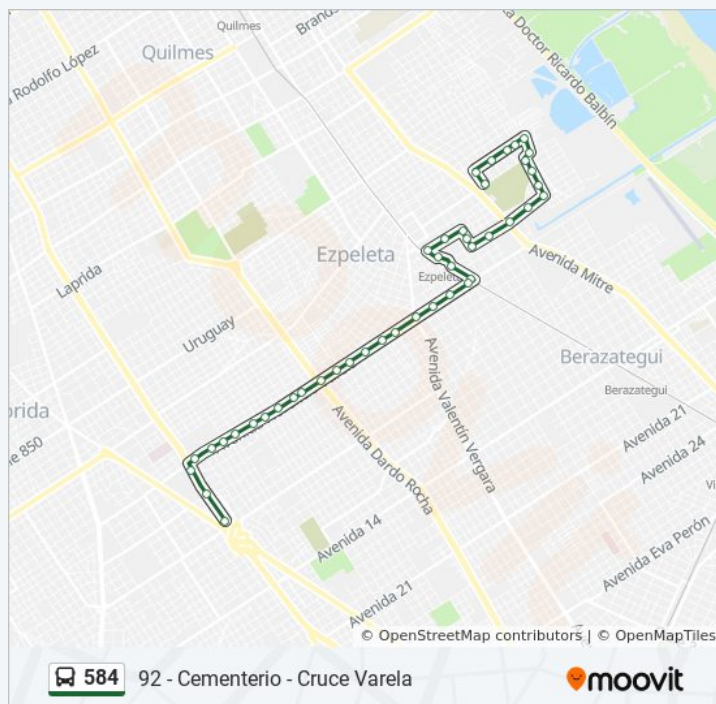 Quilmes
Quilmes
Brands
Doctor Ricardo Balbín
Rodolfo López
Ezpeleta
Ezpeleta
Avenida Mitre
Laprida
Uruguay
Berazategui
Berazategui
Avenida Valentín Vergara
Avenida Dardo Rocha
orida
e 850
Avenida 21
Avenida 24
Avenida 14
Avenida Eva Perón
Avenida 21
© OpenStreetMap contributors | © OpenMapTiles
584 92 - Cementerio - Cruce Varela
moovit